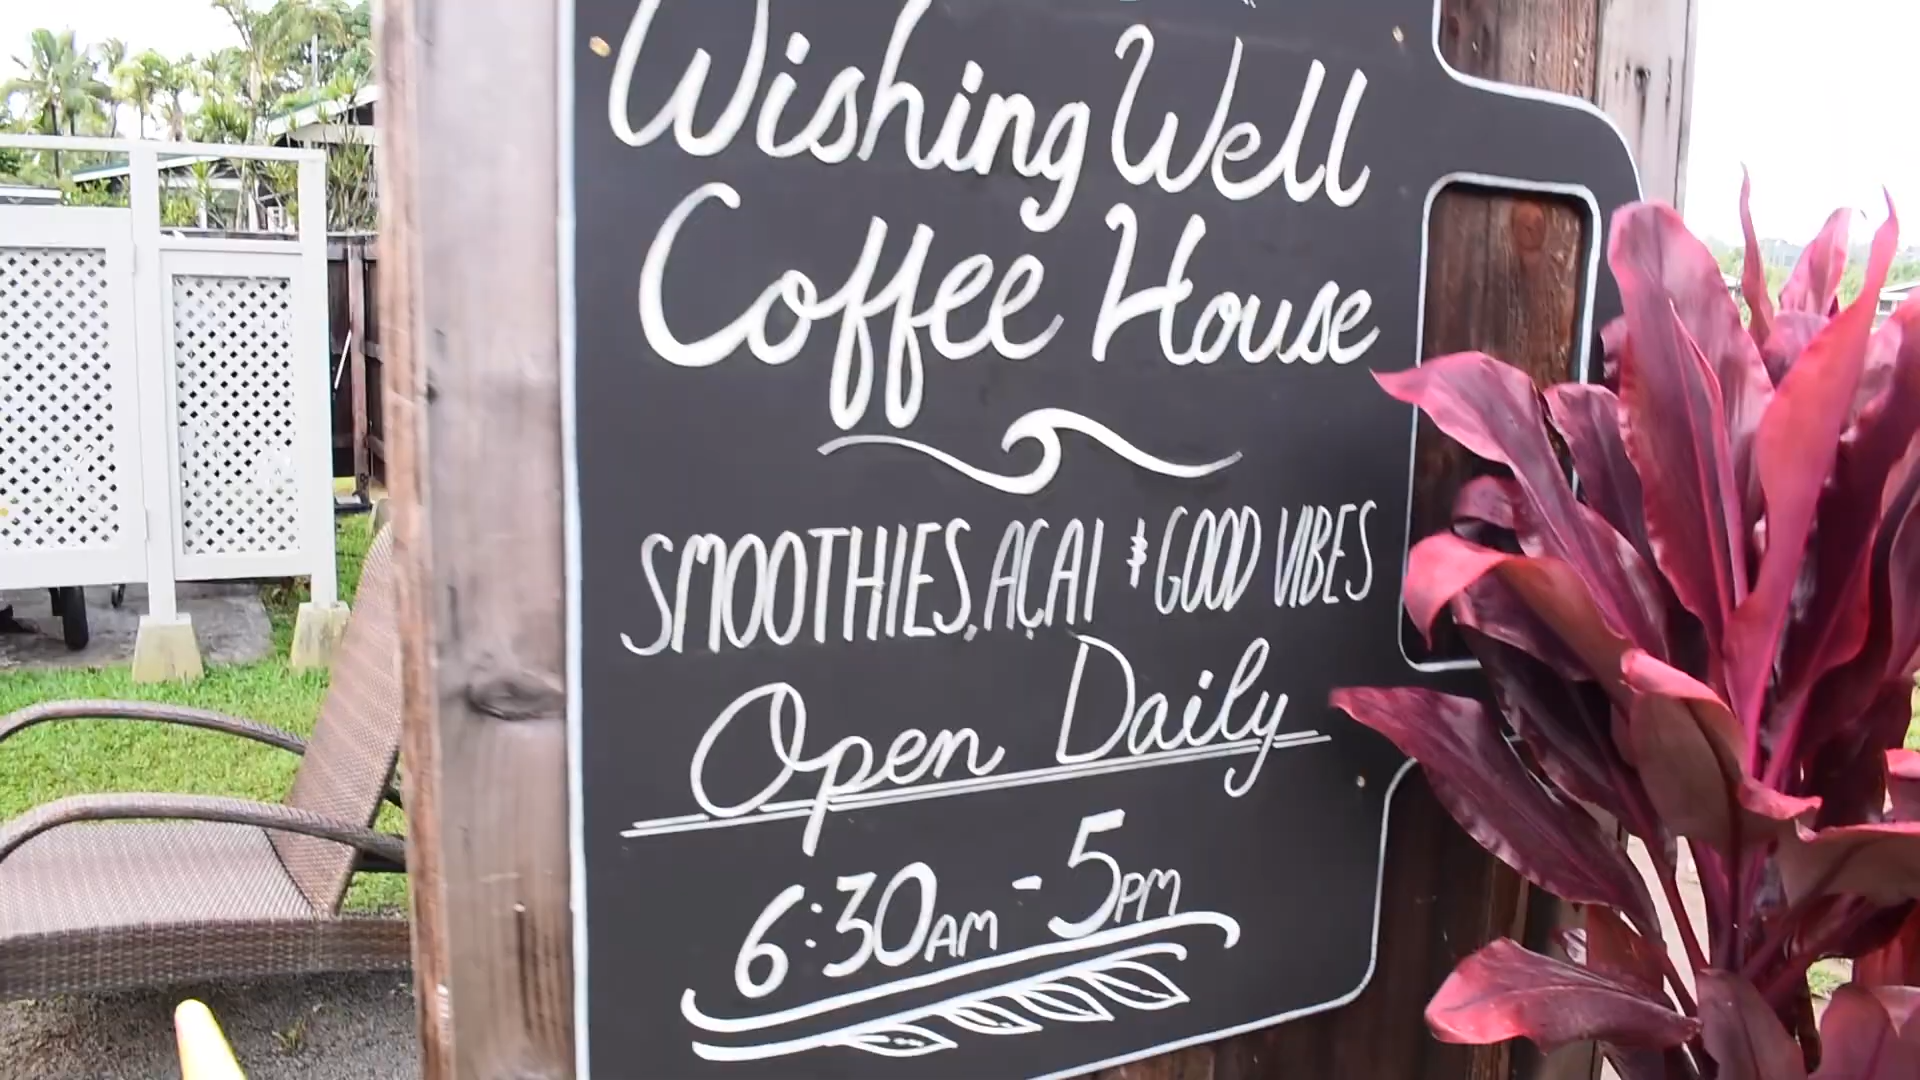 Wishing Well
Coffee House
SMOOTHIES, AÇAI & GOOD VIBES
Open Daily
6:30AM - 5PM